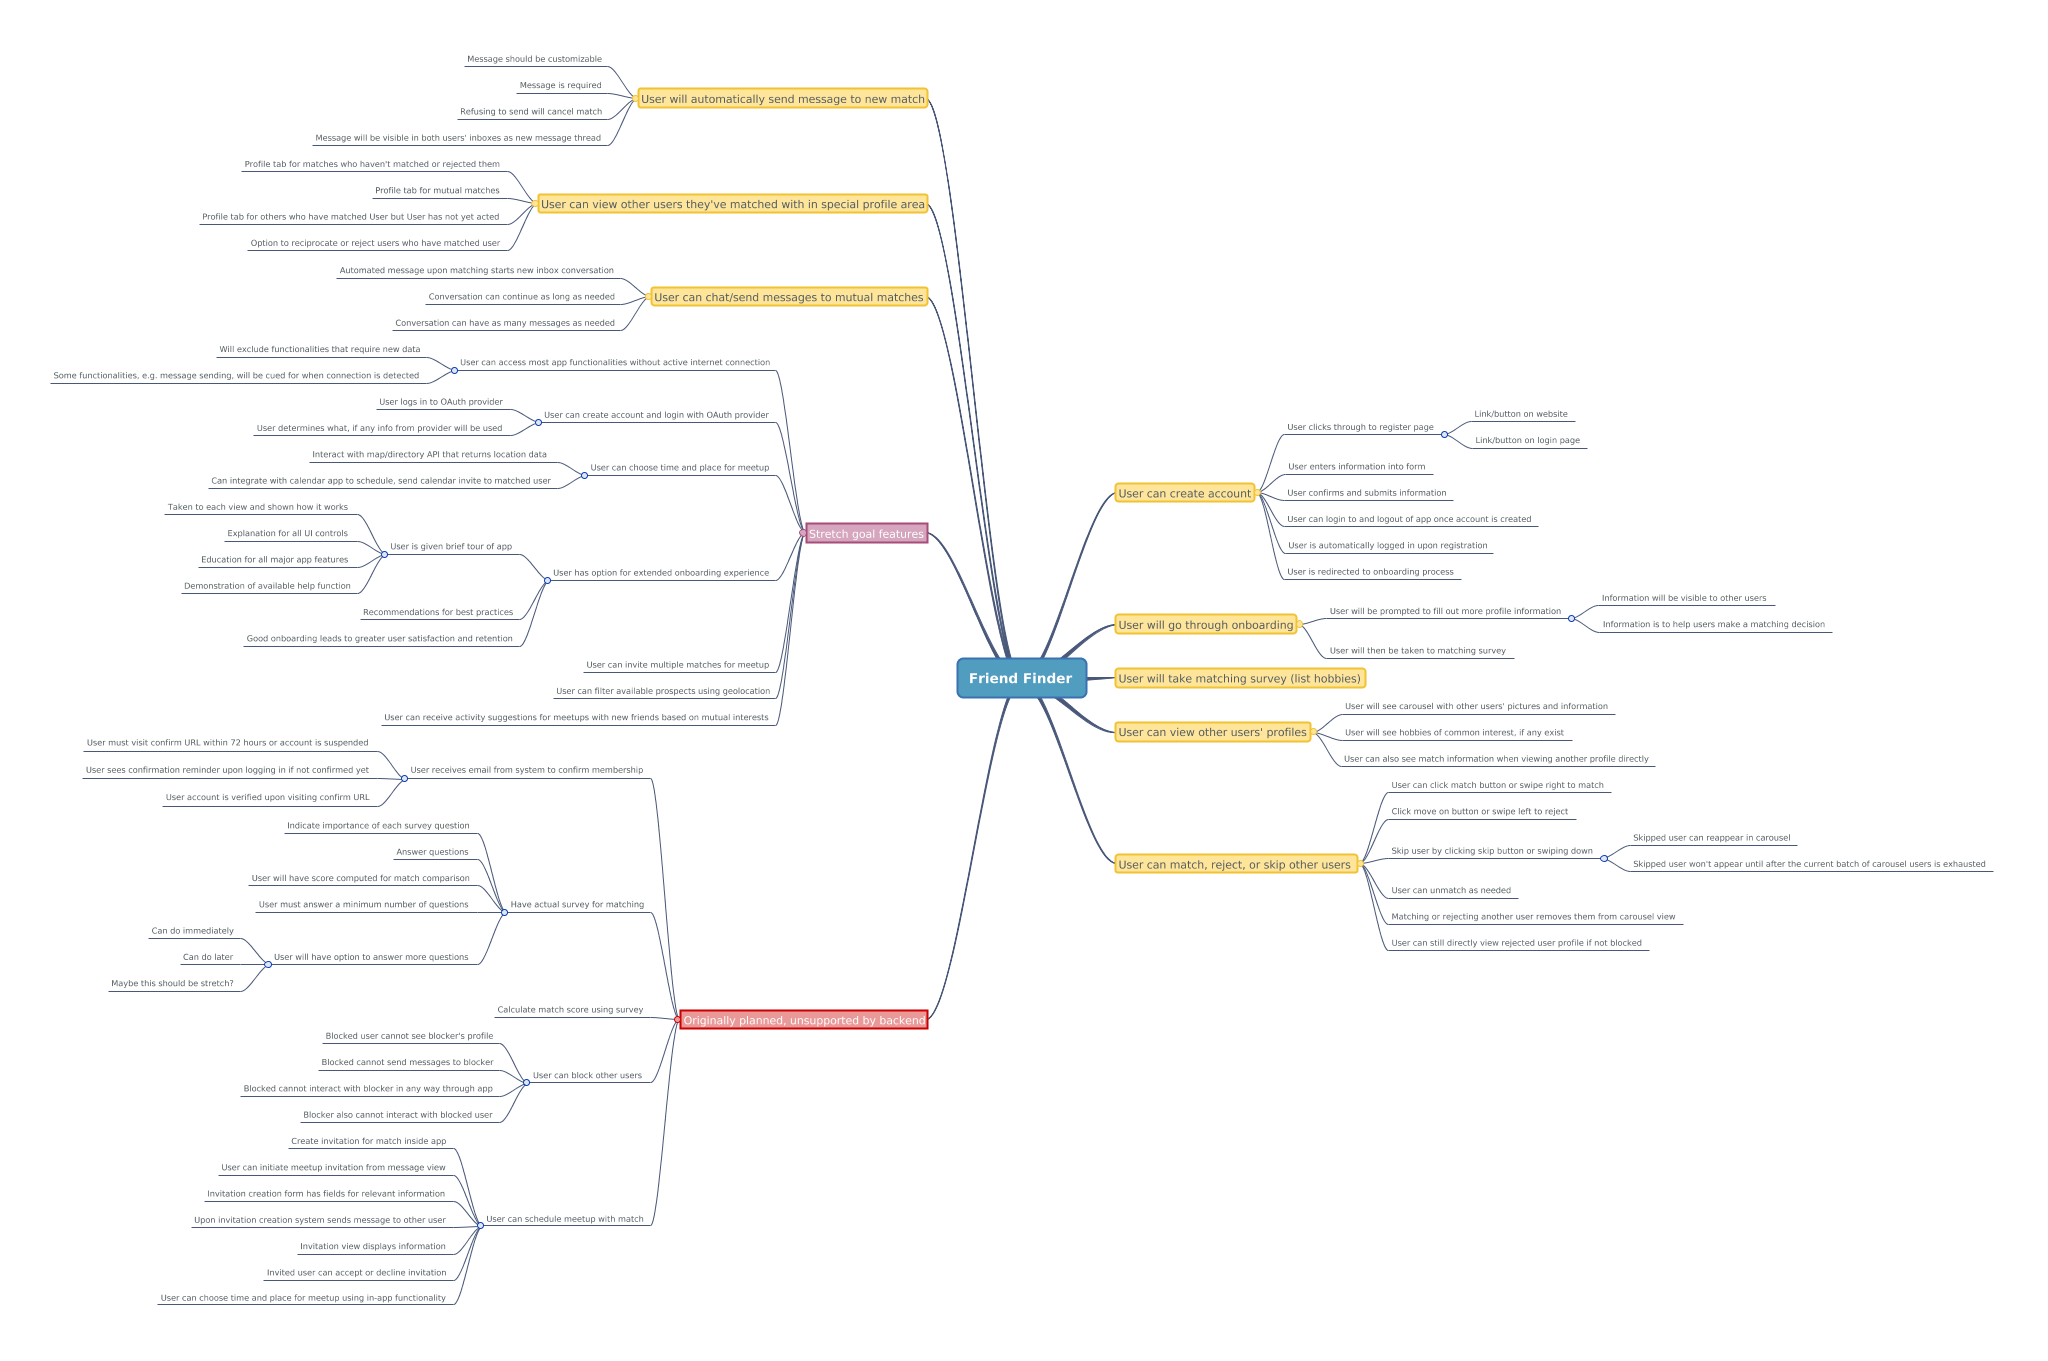 Friend Finder
User can create account
User clicks through to register page
Link/button on website
Link/button on login page
User enters information into form
User confirms and submits information
User can login to and logout of app once account is created
User is automatically logged in upon registration
User is redirected to onboarding process
User will go through onboarding
User will be prompted to fill out more profile information
Information will be visible to other users
Information is to help users make a matching decision
User will then be taken to matching survey
User will take matching survey (list hobbies)
User can view other users' profiles
User will see carousel with other users' pictures and information
User will see hobbies of common interest, if any exist
User can also see match information when viewing another profile directly
User can match, reject, or skip other users
User can click match button or swipe right to match
Click move on button or swipe left to reject
Skip user by clicking skip button or swiping down
Skipped user can reappear in carousel
Skipped user won't appear until after the current batch of carousel users is exhausted
User can unmatch as needed
Matching or rejecting another user removes them from carousel view
User can still directly view rejected user profile if not blocked
User will automatically send message to new match
Message should be customizable
Message is required
Refusing to send will cancel match
Message will be visible in both users' inboxes as new message thread
User can view other users they've matched with in special profile area
Profile tab for matches who haven't matched or rejected them
Profile tab for mutual matches
Profile tab for others who have matched User but User has not yet acted
Option to reciprocate or reject users who have matched user
User can chat/send messages to mutual matches
Automated message upon matching starts new inbox conversation
Conversation can continue as long as needed
Conversation can have as many messages as needed
Stretch goal features
User can access most app functionalities without active internet connection
Will exclude functionalities that require new data
Some functionalities, e.g. message sending, will be cued for when connection is detected
User can create account and login with OAuth provider
User logs in to OAuth provider
User determines what, if any info from provider will be used
User can choose time and place for meetup
Interact with map/directory API that returns location data
Can integrate with calendar app to schedule, send calendar invite to matched user
User has option for extended onboarding experience
User is given brief tour of app
Taken to each view and shown how it works
Explanation for all UI controls
Education for all major app features
Demonstration of available help function
Recommendations for best practices
Good onboarding leads to greater user satisfaction and retention
User can invite multiple matches for meetup
User can filter available prospects using geolocation
User can receive activity suggestions for meetups with new friends based on mutual interests
Originally planned, unsupported by backend
User receives email from system to confirm membership
User must visit confirm URL within 72 hours or account is suspended
User sees confirmation reminder upon logging in if not confirmed yet
User account is verified upon visiting confirm URL
Have actual survey for matching
Indicate importance of each survey question
Answer questions
User will have score computed for match comparison
User must answer a minimum number of questions
User will have option to answer more questions
Can do immediately
Can do later
Maybe this should be stretch?
Calculate match score using survey
User can block other users
Blocked user cannot see blocker's profile
Blocked cannot send messages to blocker
Blocked cannot interact with blocker in any way through app
Blocker also cannot interact with blocked user
User can schedule meetup with match
Create invitation for match inside app
User can initiate meetup invitation from message view
Invitation creation form has fields for relevant information
Upon invitation creation system sends message to other user
Invitation view displays information
Invited user can accept or decline invitation
User can choose time and place for meetup using in-app functionality